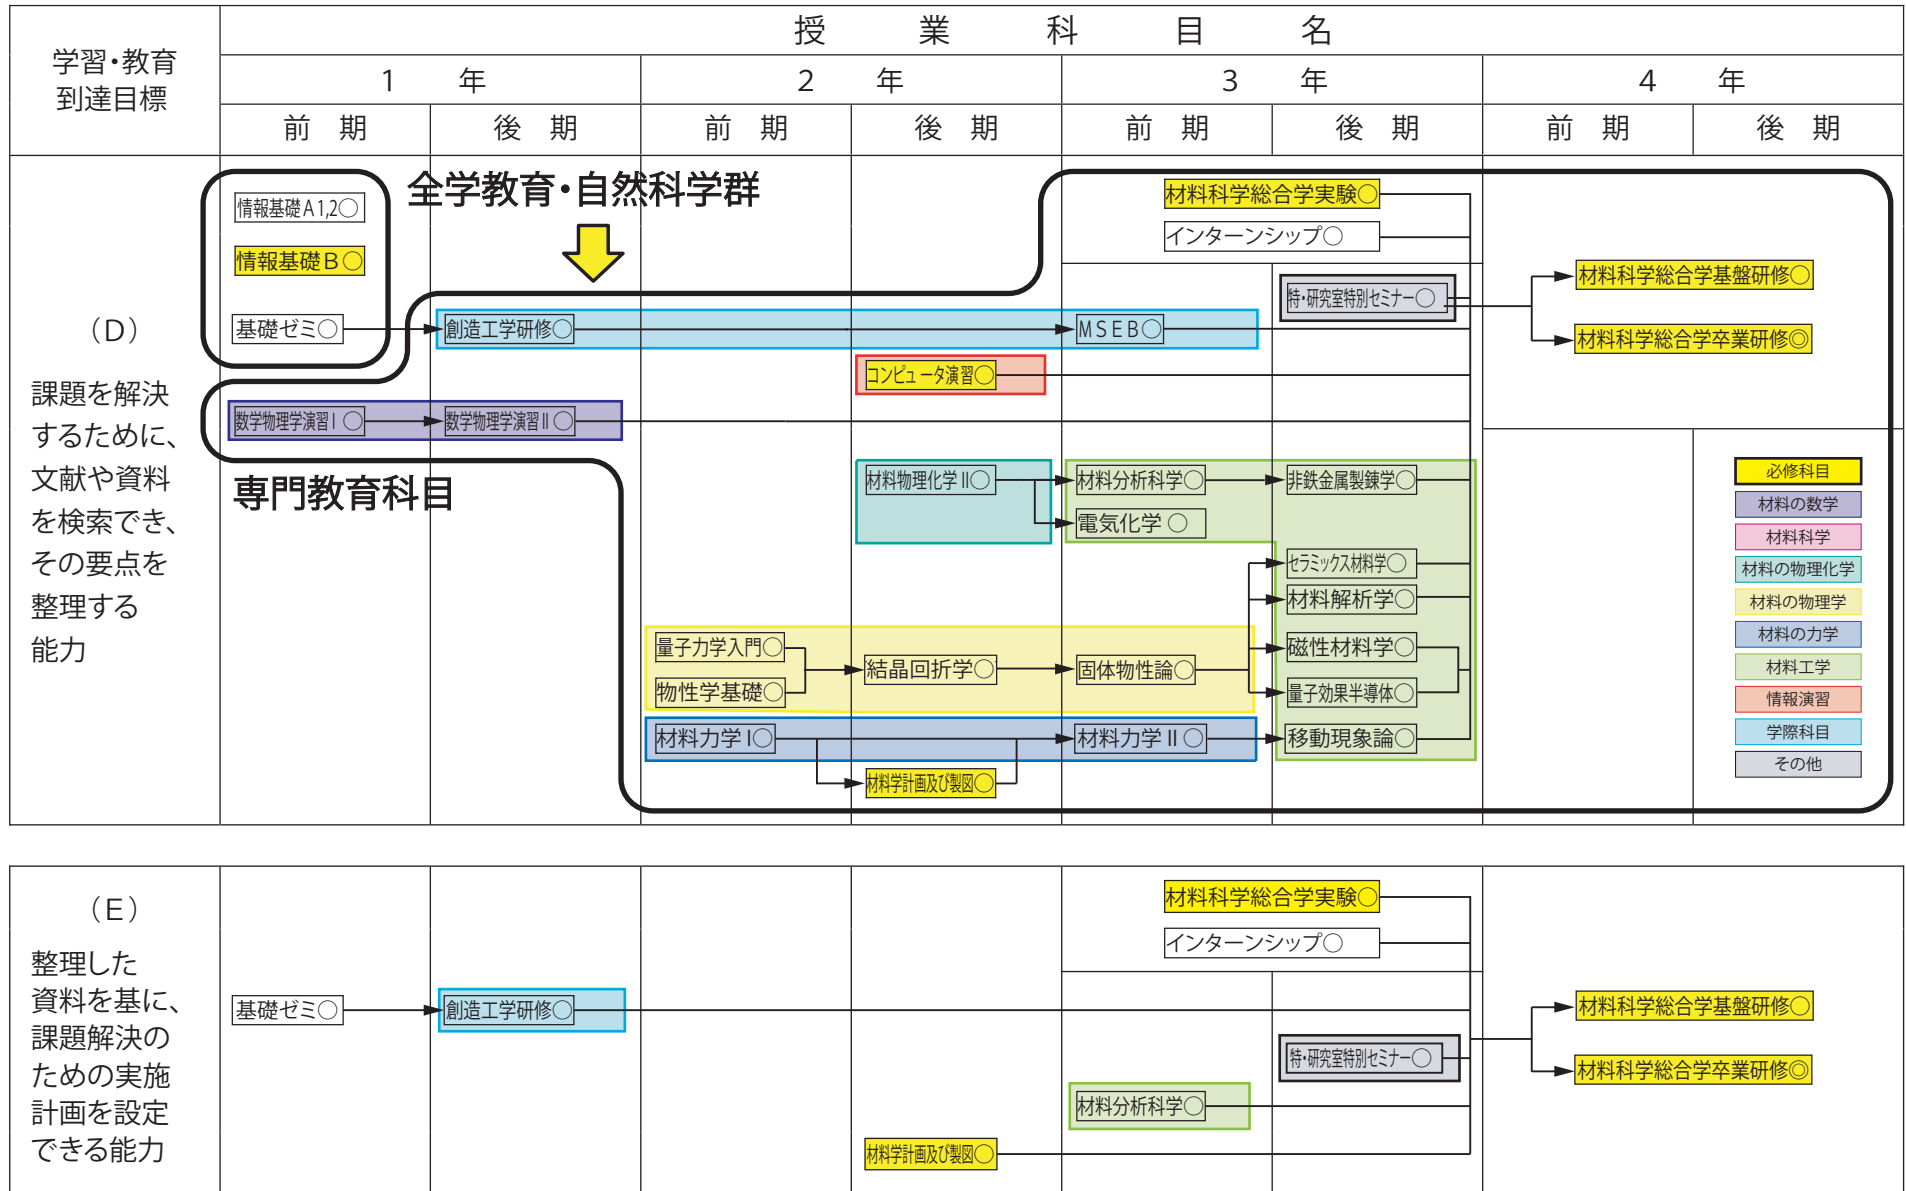 学習・教育
到達目標
授業科目名
1年
2年
3年
4年
前期
後期
前期
後期
前期
後期
前期
後期
(D)
課題を解決
するために、
文献や資料
を検索でき、
その要点を
整理する
能力
全学教育・自然科学群
専門教育科目
情報基礎A1,2○
情報基礎B○
基礎ゼミ○
創造工学研修○
MSEB○
材料科学総合学実験○
インターンシップ○
特・研究室特別セミナー○
材料科学総合学基盤研修○
材料科学総合学卒業研修◎
コンピュータ演習○
数学物理学演習Ⅰ○
数学物理学演習Ⅱ○
材料物理化学Ⅱ○
材料分析科学○
非鉄金属製錬学○
電気化学○
セラミックス材料学○
材料解析学○
量子力学入門○
物性学基礎○
結晶回折学○
固体物性論○
磁性材料学○
量子効果半導体○
材料力学Ⅰ○
材料力学Ⅱ○
移動現象論○
材料学計画及び製図○
必修科目
材料の数学
材料科学
材料の物理化学
材料の物理学
材料の力学
材料工学
情報演習
学際科目
その他
(E)
整理した
資料を基に、
課題解決の
ための実施
計画を設定
できる能力
材料科学総合学実験○
インターンシップ○
基礎ゼミ○
創造工学研修○
特・研究室特別セミナー○
材料科学総合学基盤研修○
材料科学総合学卒業研修◎
材料分析科学○
材料学計画及び製図○